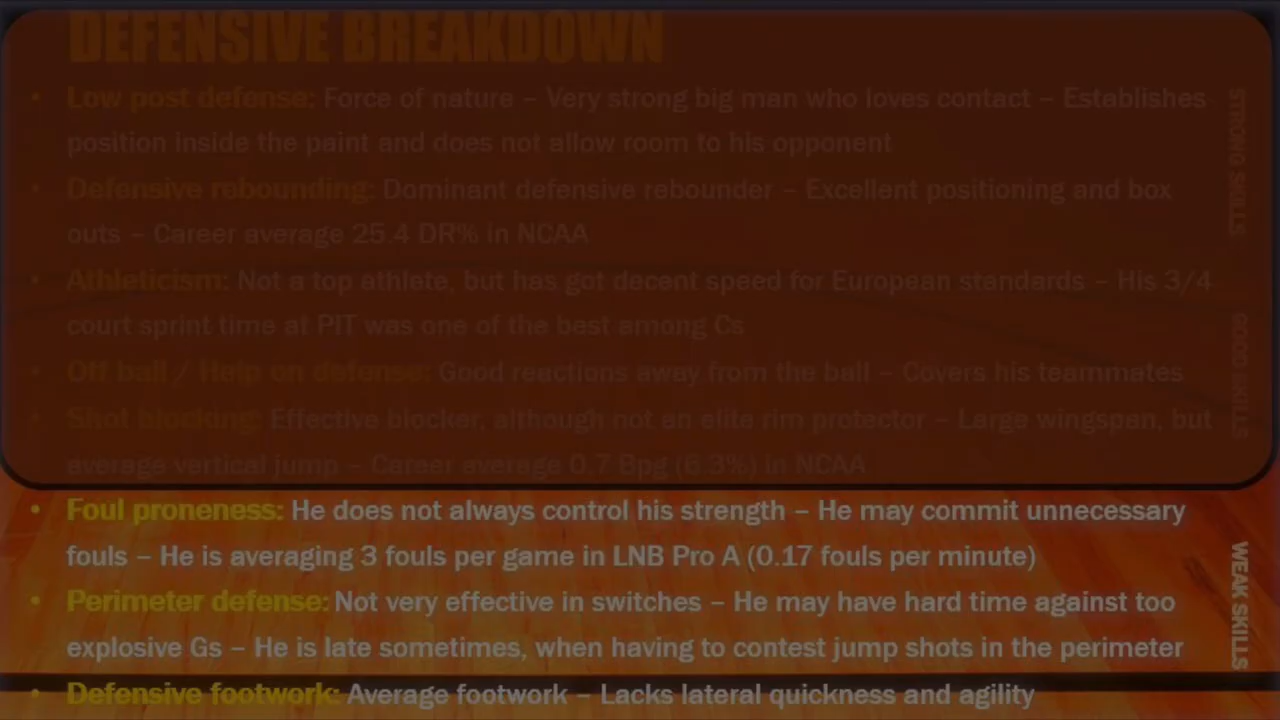 DEFENSIVE BREAKDOWN
• Low post defense: Force of nature – Very strong big man who loves contact – Establishes
position inside the paint and does not allow room to his opponent
• Defensive rebounding: Dominant defensive rebounder – Excellent positioning and box
outs – Career average 25.4 DR% in NCAA
• Athleticism: Not a top athlete, but has got decent speed for European standards – His 3/4
court sprint time at PIT was one of the best among Cs
• Off ball / Help on defense: Good reactions away from the ball – Covers his teammates
• Shot blocking: Effective blocker, although not an elite rim protector – Large wingspan, but
average vertical jump – Career average 0.7 Bpg (6.3%) in NCAA
• Foul proneness: He does not always control his strength – He may commit unnecessary
fouls – He is averaging 3 fouls per game in LNB Pro A (0.17 fouls per minute)
• Perimeter defense: Not very effective in switches – He may have hard time against too
explosive Gs – He is late sometimes, when having to contest jump shots in the perimeter
• Defensive footwork: Average footwork – Lacks lateral quickness and agility
STRONG SKILLS
GOOD SKILLS
WEAK SKILLS